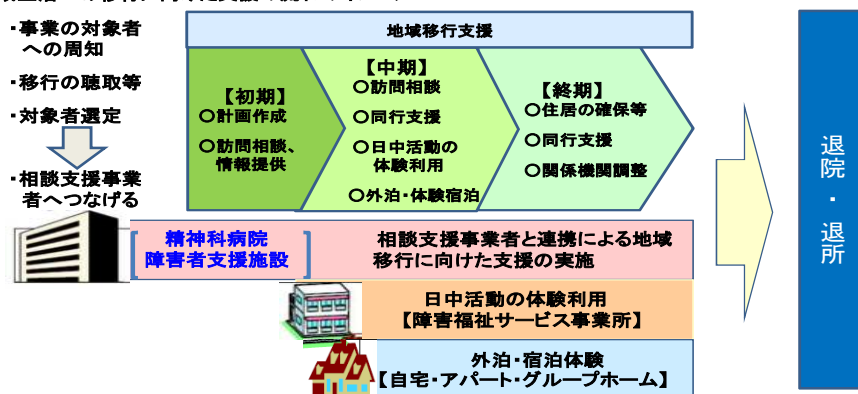 ・事業の対象者
への周知
・移行の聴取等
・対象者選定
・相談支援事業
者へつなげる
地域移行支援
【初期】
〇計画作成
〇訪問相談、
情報提供
【中期】
〇訪問相談
〇同行支援
〇日中活動の
体験利用
〇外泊・体験宿泊
【終期】
〇住居の確保等
〇同行支援
〇関係機関調整
精神科病院
障害者支援施設
相談支援事業者と連携による地域
移行に向けた支援の実施
日中活動の体験利用
【障害福祉サービス事業所】
外泊・宿泊体験
【自宅・アパート・グループホーム】
退院・退所